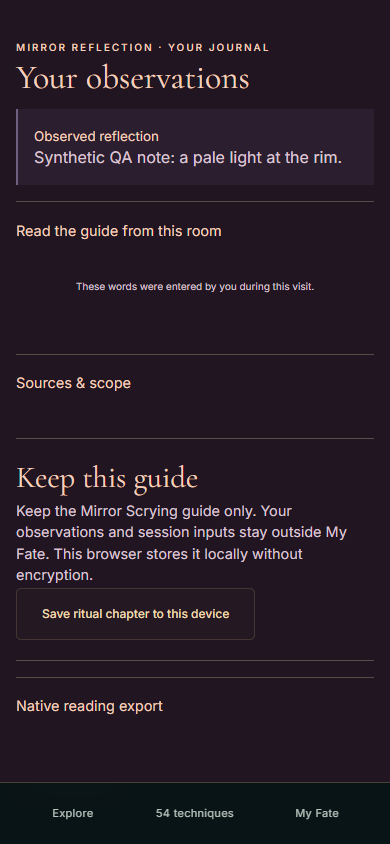 MIRROR REFLECTION · YOUR JOURNAL
Your observations
Observed reflection
Synthetic QA note: a pale light at the rim.
Read the guide from this room
These words were entered by you during this visit.
Sources & scope
Keep this guide
Keep the Mirror Scrying guide only. Your
observations and session inputs stay outside My
Fate. This browser stores it locally without
encryption.
Save ritual chapter to this device
Native reading export
Explore
54 techniques
My Fate